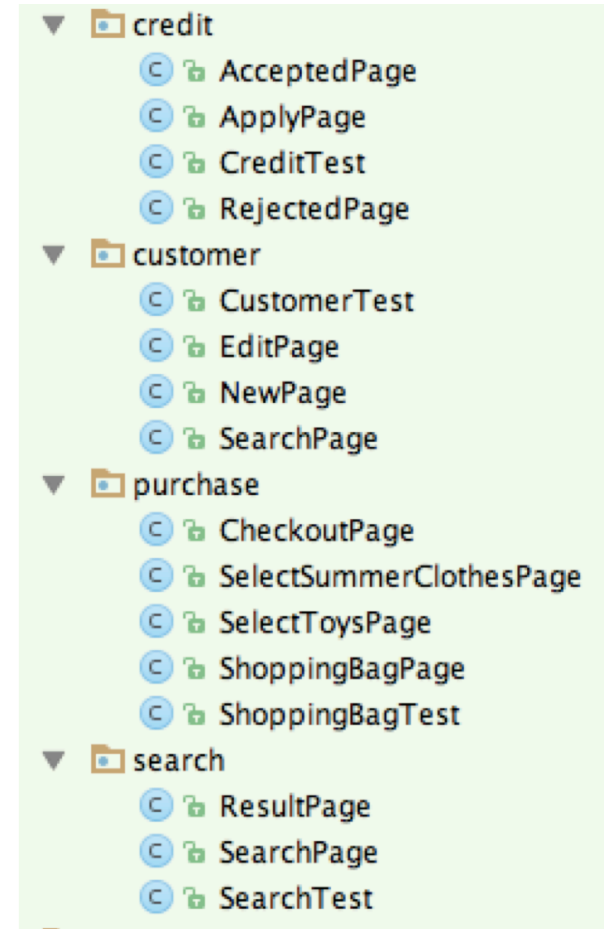 credit
C AcceptedPage
C ApplyPage
C CreditTest
C RejectedPage
customer
C CustomerTest
C EditPage
C NewPage
C SearchPage
purchase
C CheckoutPage
C SelectSummerClothesPage
C SelectToysPage
C ShoppingBagPage
C ShoppingBagTest
search
C ResultPage
C SearchPage
C SearchTest